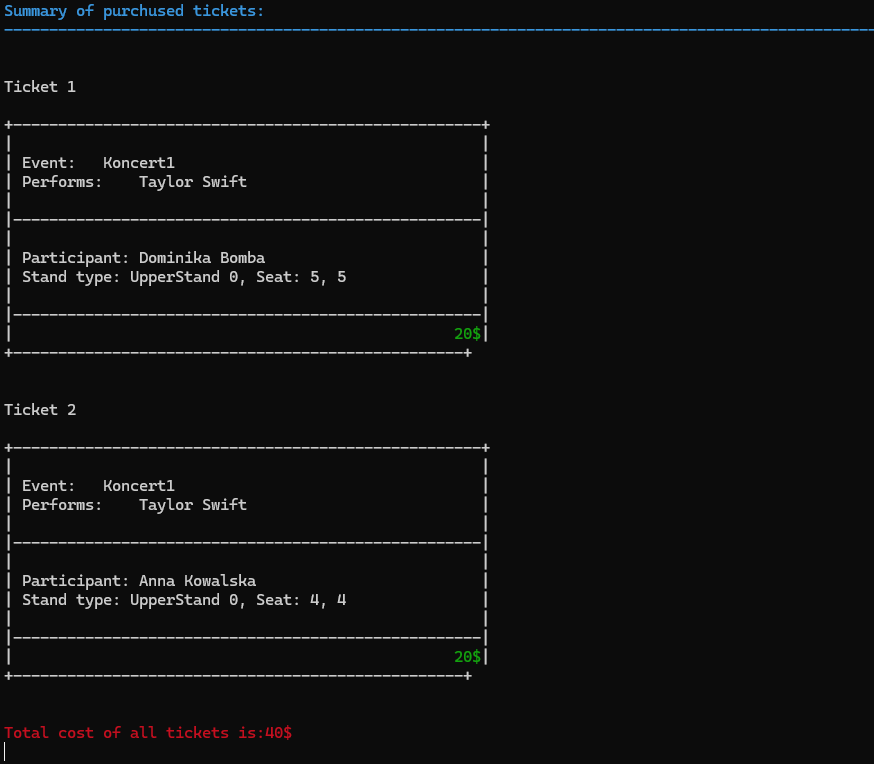 Summary of purchused tickets:
Ticket 1
Event: Koncert1
Performs: Taylor Swift
Participant: Dominika Bomba
Stand type: UpperStand 0, Seat: 5, 5
20$
Ticket 2
Event: Koncert1
Performs: Taylor Swift
Participant: Anna Kowalska
Stand type: UpperStand 0, Seat: 4, 4
20$
Total cost of all tickets is:40$